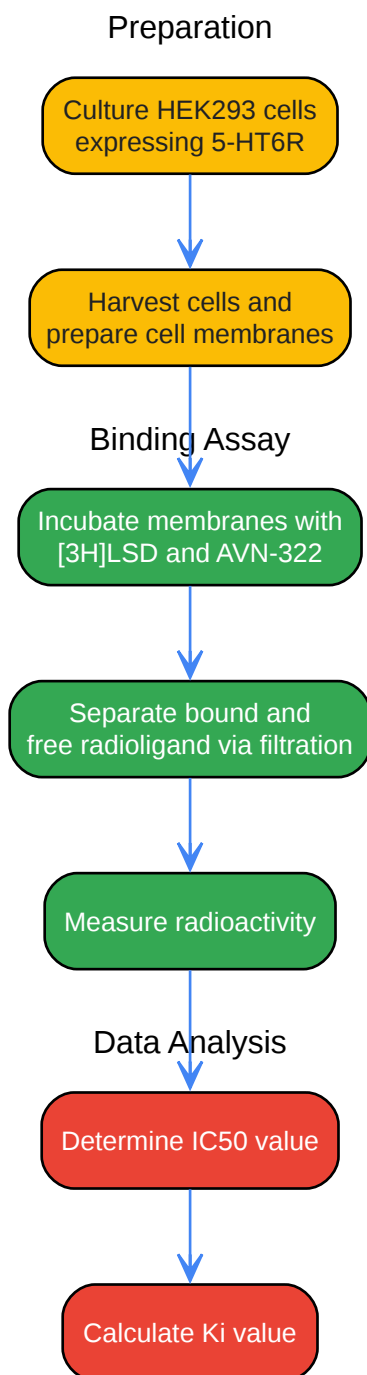 Preparation
Culture HEK293 cells
expressing 5-HT6R
Harvest cells and
prepare cell membranes
Binding Assay
Incubate membranes with
[3H]LSD and AVN-322
Separate bound and
free radioligand via filtration
Measure radioactivity
Data Analysis
Determine IC50 value
Calculate Ki value